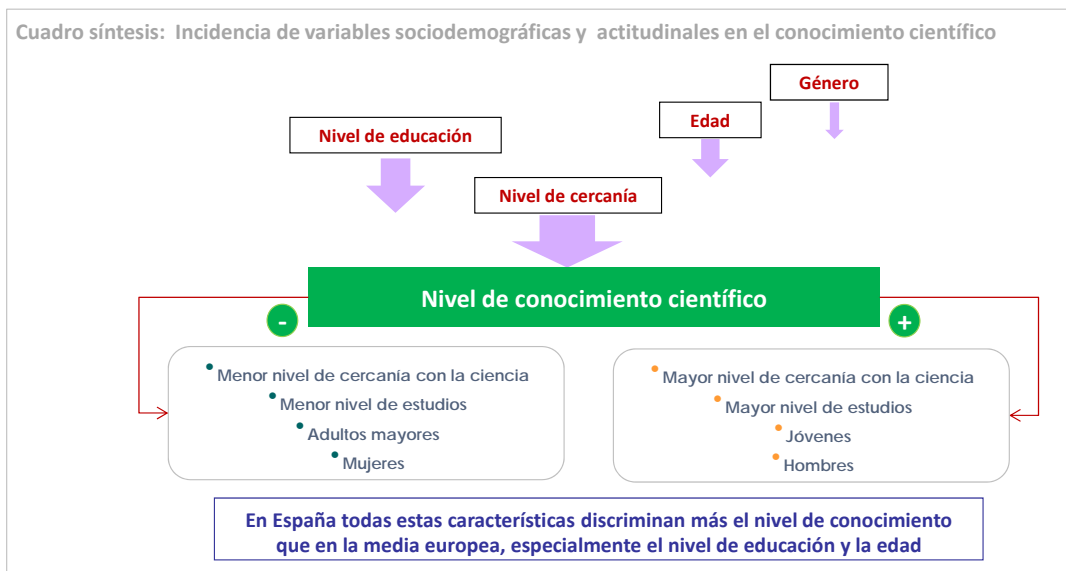 Cuadro síntesis: Incidencia de variables sociodemográficas y actitudinales en el conocimiento científico
Género
Edad
Nivel de educación
Nivel de cercanía
Nivel de conocimiento científico
-
+
• Menor nivel de cercanía con la ciencia
• Menor nivel de estudios
• Adultos mayores
• Mujeres
• Mayor nivel de cercanía con la ciencia
• Mayor nivel de estudios
• Jóvenes
• Hombres
En España todas estas características discriminan más el nivel de conocimiento
que en la media europea, especialmente el nivel de educación y la edad